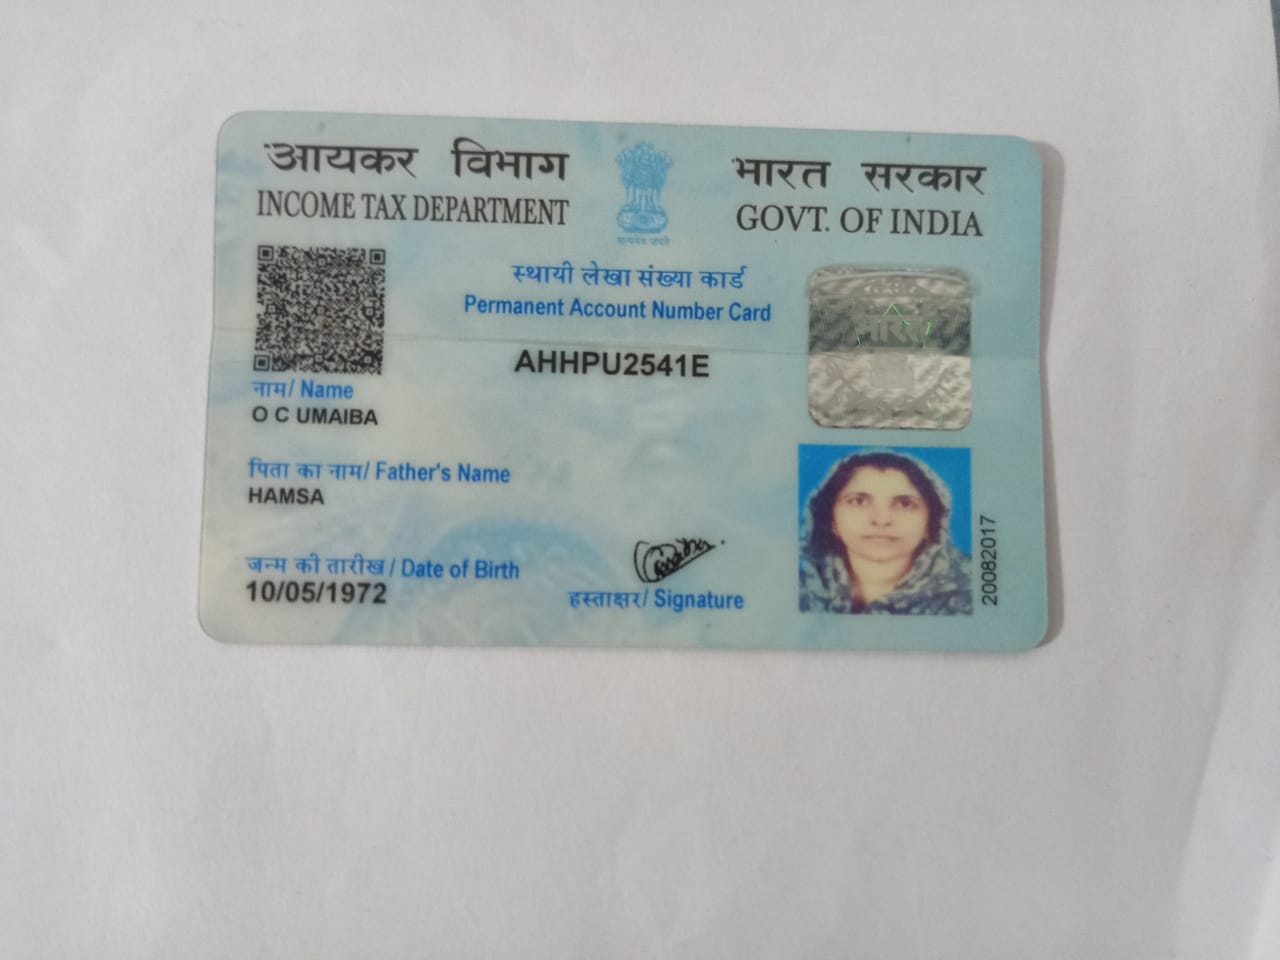 आयकर विभाग
INCOME TAX DEPARTMENT
सत्यमेव जयते
भारत सरकार
GOVT. OF INDIA
स्थायी लेखा संख्या कार्ड
Permanent Account Number Card
AHHPU2541E
भारत
नाम/ Name
O C UMAIBA
पिता का नाम/ Father's Name
HAMSA
जन्म की तारीख / Date of Birth
10/05/1972
हस्ताक्षर/ Signature
20082017